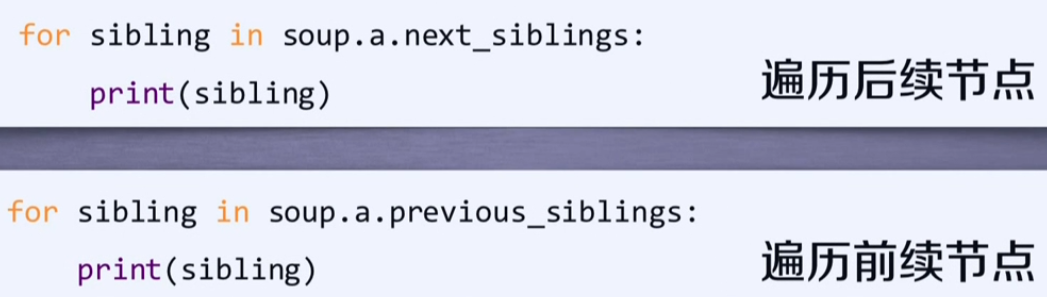 for sibling in soup.a.next_siblings:
print(sibling)
遍历后续节点
for sibling in soup.a.previous_siblings:
print(sibling)
遍历前续节点